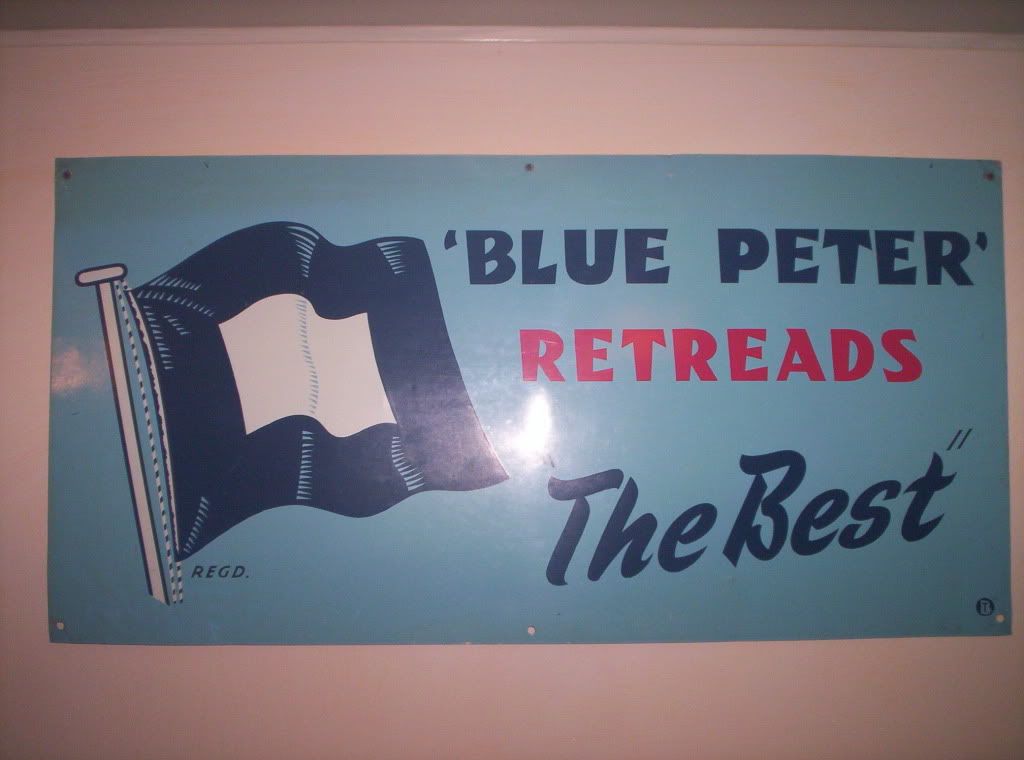 'BLUE PETER'
RETREADS
The Best"
REGD.